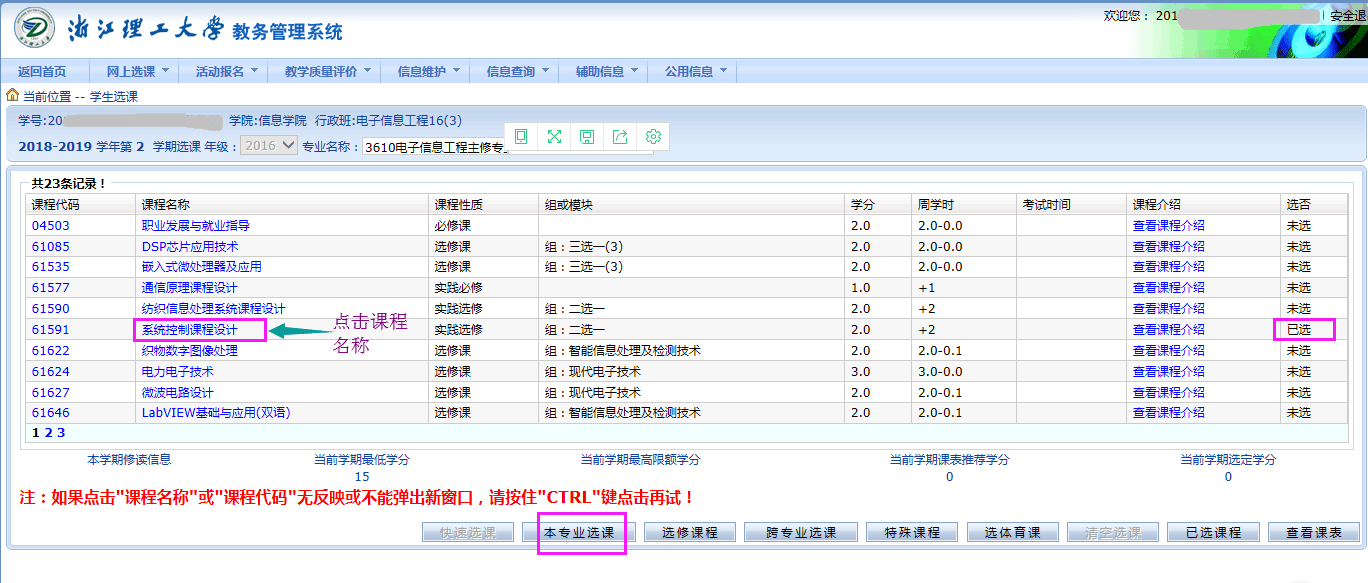 浙江理工大学 教务管理系统
欢迎您： 201 | 安全退
返回首页 网上选课 活动报名 教学质量评价 信息维护 信息查询 辅助信息 公用信息
当前位置 -- 学生选课
学号:20 学院:信息学院 行政班:电子信息工程16(3)
2018-2019 学年第 2 学期选课 年级： 2016 专业名称： 3610电子信息工程主修专
共23条记录！
课程代码 课程名称 课程性质 组或模块 学分 周学时 考试时间 课程介绍 选否
04503 职业发展与就业指导 必修课 2.0 2.0-0.0 查看课程介绍 未选
61085 DSP芯片应用技术 选修课 组：三选一(3) 2.0 2.0-0.0 查看课程介绍 未选
61535 嵌入式微处理器及应用 选修课 组：三选一(3) 2.0 2.0-0.0 查看课程介绍 未选
61577 通信原理课程设计 实践必修 1.0 +1 查看课程介绍 未选
61590 纺织信息处理系统课程设计 实践选修 组：二选一 2.0 +2 查看课程介绍 未选
61591 系统控制课程设计 实践选修 组：二选一 2.0 +2 查看课程介绍 已选
点击课程
名称
61622 织物数字图像处理 选修课 组：智能信息处理及检测技术 2.0 2.0-0.1 查看课程介绍 未选
61624 电力电子技术 选修课 组：现代电子技术 3.0 3.0-0.0 查看课程介绍 未选
61627 微波电路设计 选修课 组：现代电子技术 2.0 2.0-0.1 查看课程介绍 未选
61646 LabVIEW基础与应用(双语) 选修课 组：智能信息处理及检测技术 2.0 2.0-0.1 查看课程介绍 未选
1 2 3
本学期修读信息 当前学期最低学分 当前学期最高限额学分 当前学期课表推荐学分 当前学期选定学分
15 0 0
注：如果点击"课程名称"或"课程代码"无反映或不能弹出新窗口，请按住"CTRL"键点击再试！
快速选课 本专业选课 选修课程 跨专业选课 特殊课程 选体育课 清空选课 已选课程 查看课表